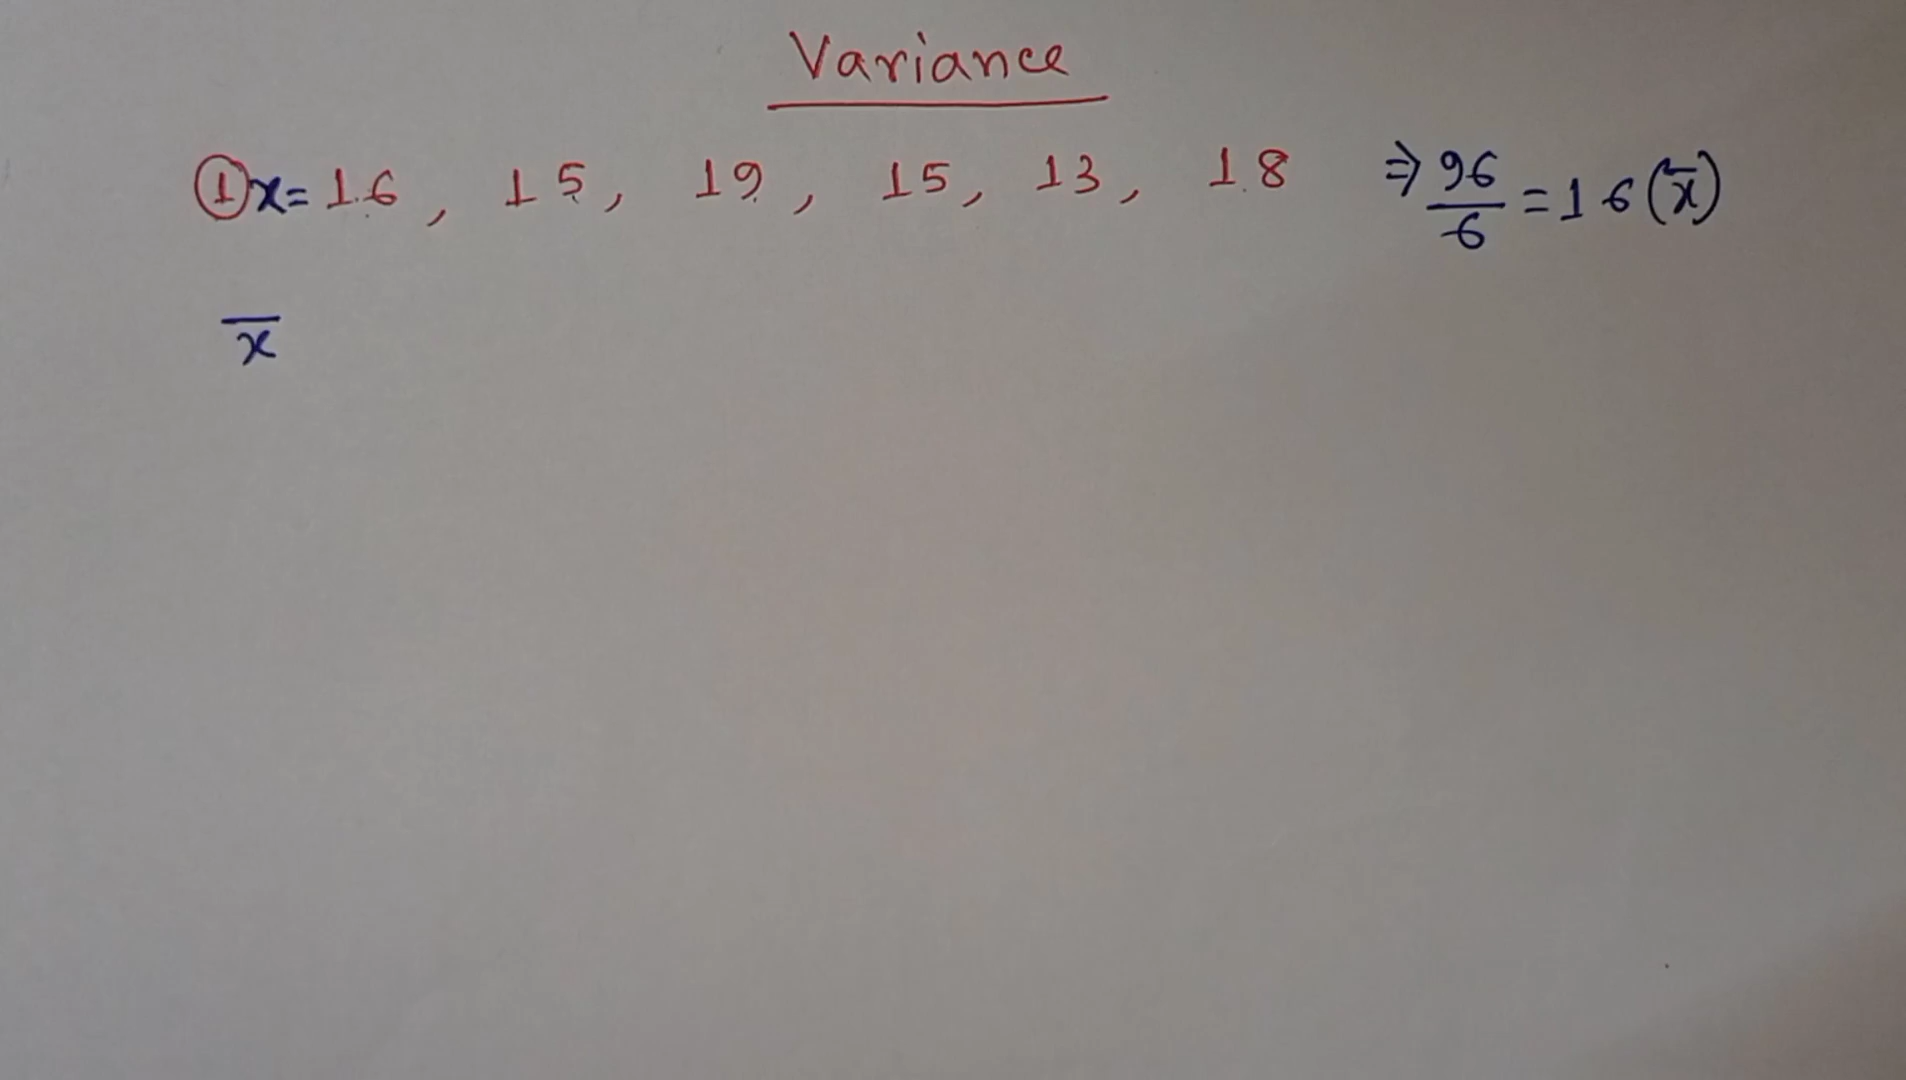 Variance
① x = 16, 15, 19, 15, 13, 18 ⇒ 96/6 = 16 (x̄)
x̄